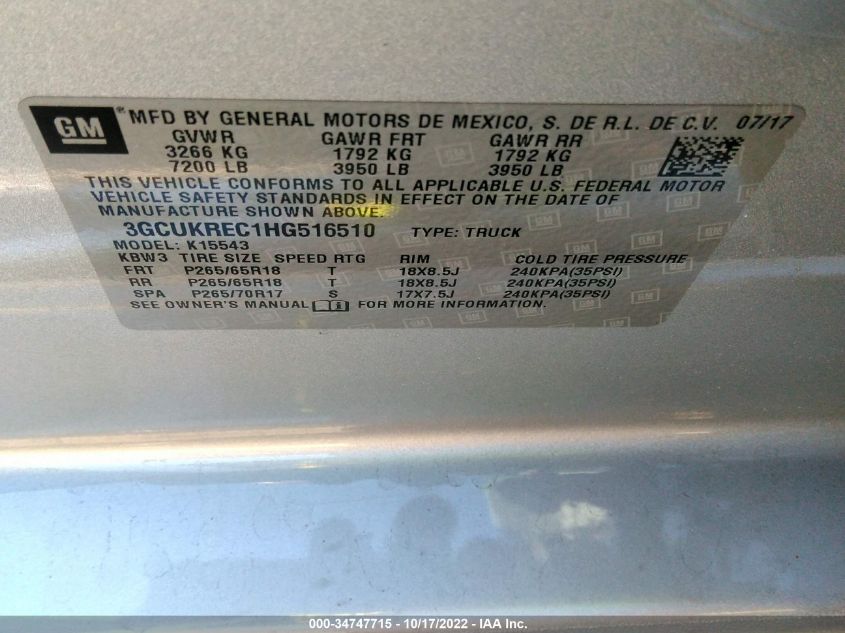 GM ® MFD BY GENERAL MOTORS DE MEXICO, S. DE R.L. DE C.V. 07/17
GVWR GAWR FRT GAWR RR
3266 KG 1792 KG 1792 KG
7200 LB 3950 LB 3950 LB
THIS VEHICLE CONFORMS TO ALL APPLICABLE U.S. FEDERAL MOTOR
VEHICLE SAFETY STANDARDS IN EFFECT ON THE DATE OF
MANUFACTURE SHOWN ABOVE.
3GCUKREC1HG516510 TYPE: TRUCK
MODEL: K15543
KBW3 TIRE SIZE SPEED RTG RIM COLD TIRE PRESSURE
FRT P265/65R18 T 18X8.5J 240KPA(35PSI)
RR P265/65R18 T 18X8.5J 240KPA(35PSI)
SPA P265/70R17 S 17X7.5J 240KPA(35PSI)
SEE OWNER'S MANUAL FOR MORE INFORMATION.
000-34747715 - 10/17/2022 - IAA Inc.